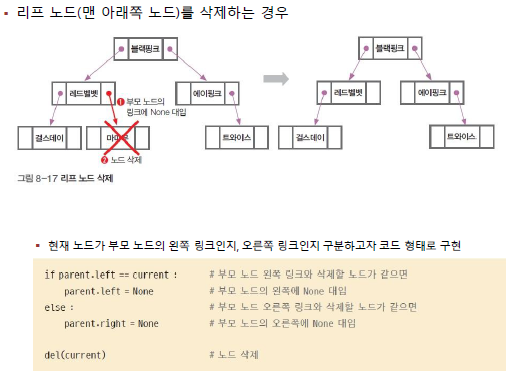 ▪ 리프 노드(맨 아래쪽 노드)를 삭제하는 경우
블랙핑크
블랙핑크
레드벨벳
에이핑크
레드벨벳
에이핑크
❶ 부모 노드의
링크에 None 대입
걸스데이
마마무
트와이스
걸스데이
트와이스
❷ 노드 삭제
그림 8-17 리프 노드 삭제
▪ 현재 노드가 부모 노드의 왼쪽 링크인지, 오른쪽 링크인지 구분하고자 코드 형태로 구현
if parent.left == current : # 부모 노드 왼쪽 링크와 삭제할 노드가 같으면
parent.left = None # 부모 노드의 왼쪽에 None 대입
else : # 부모 노드 오른쪽 링크와 삭제할 노드가 같으면
parent.right = None # 부모 노드의 오른쪽에 None 대입
del(current) # 노드 삭제